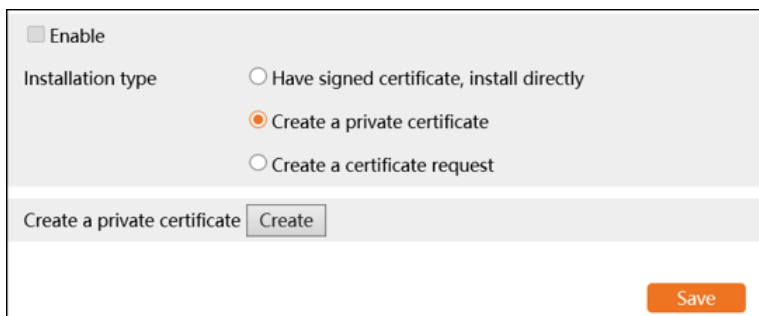 Enable
Installation type
Have signed certificate, install directly
Create a private certificate
Create a certificate request
Create a private certificate Create
Save